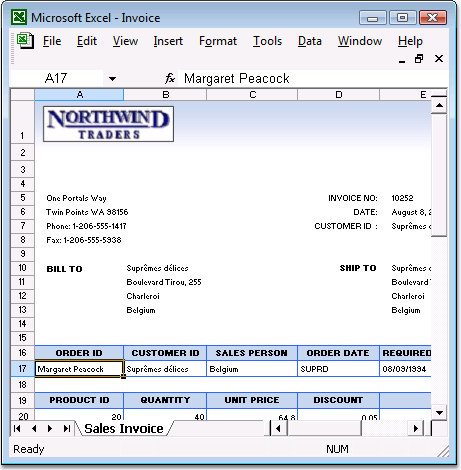 Microsoft Excel - Invoice
File Edit View Insert Format Tools Data Window Help
A17 fx Margaret Peacock
A B C D E
1 NORTHWIND
TRADERS
2
3
4
5 One Portals Way INVOICE NO: 10252
6 Twin Points WA 98156 DATE: August 8, 2
7 Phone: 1-206-555-1417 CUSTOMER ID : Suprêmes d
8 Fax: 1-206-555-5938
9
10 BILL TO Suprêmes délices SHIP TO Suprêmes d
11 Boulevard Tirou, 255 Boulevard T
12 Charleroi Charleroi
13 Belgium Belgium
14
15
16 ORDER ID CUSTOMER ID SALES PERSON ORDER DATE REQUIRED
17 Margaret Peacock Suprêmes délices Belgium SUPRD 08/09/1994
18
19 PRODUCT ID QUANTITY UNIT PRICE DISCOUNT
20 20 40 64.8 0.05
Sales Invoice
Ready NUM